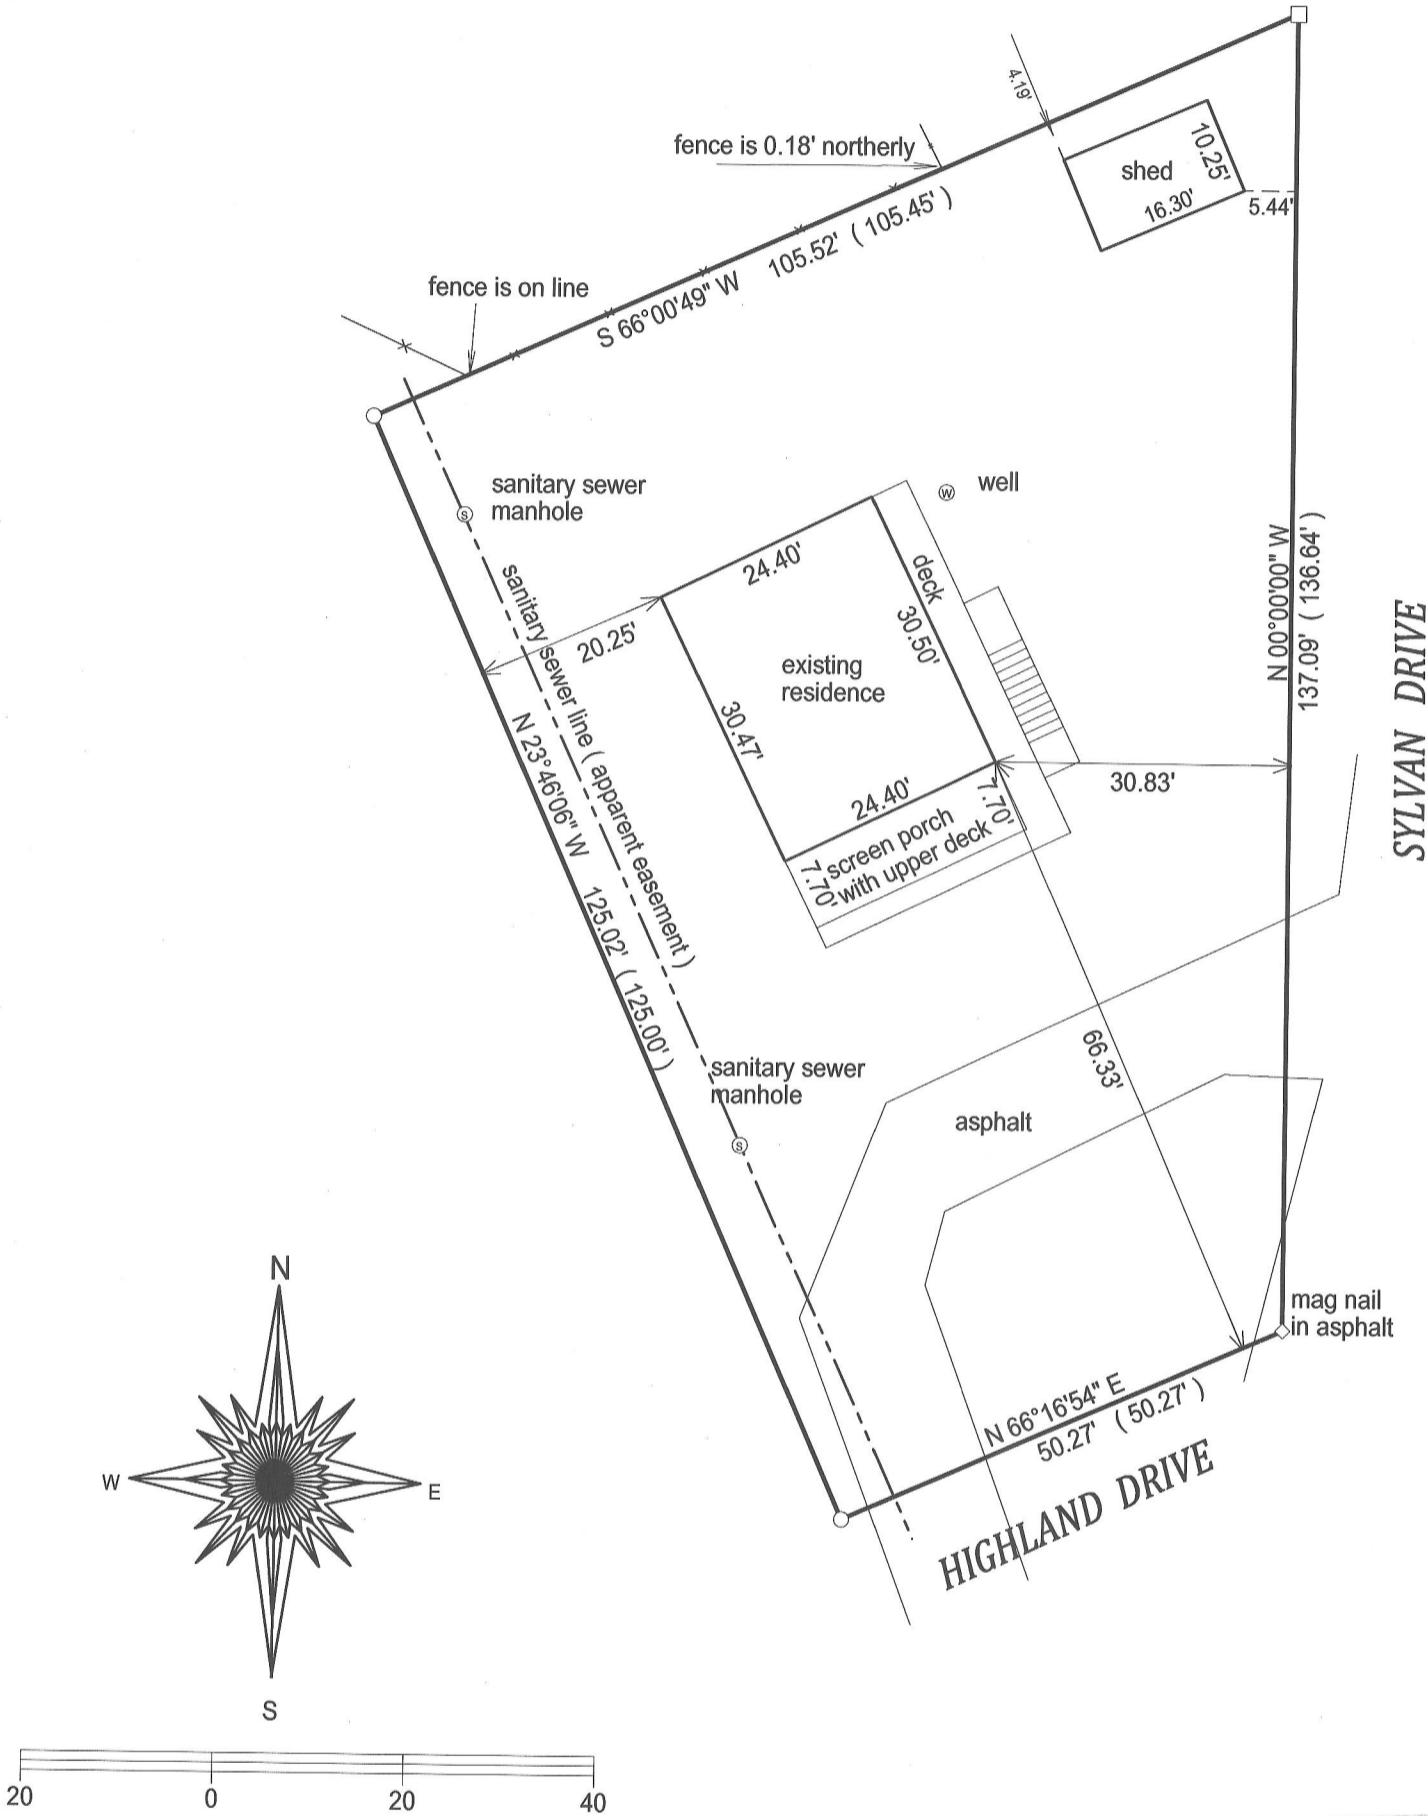 4.19'
fence is 0.18' northerly
shed
10.25'
16.30'
5.44'
S 66°00'49" W 105.52' ( 105.45' )
fence is on line
sanitary sewer
manhole
well
24.40'
deck
30.50'
20.25'
existing
residence
30.47'
N 00°00'00" W
137.09' ( 136.64' )
SYLVAN DRIVE
sanitary sewer line ( apparent easement )
N 23°46'06" W 125.02' ( 125.00' )
24.40'
7.70'
30.83'
7.70'
screen porch
with upper deck
66.33'
sanitary sewer
manhole
asphalt
mag nail
in asphalt
N 66°16'54" E
50.27' ( 50.27' )
HIGHLAND DRIVE
N
W
E
S
20 0 20 40
S
W
S